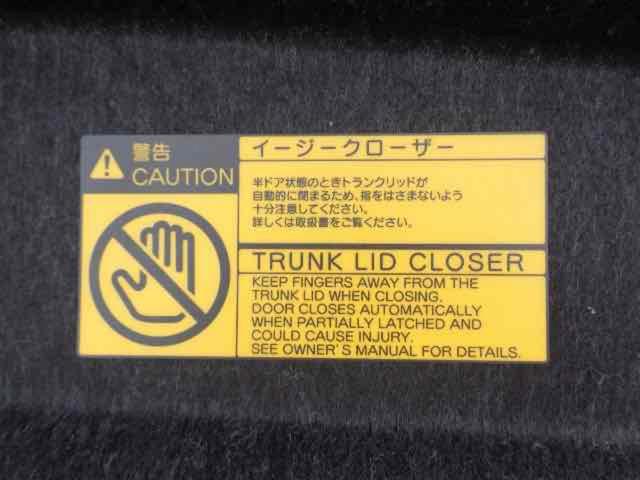 警告
CAUTION
イージークローザー
半ドア状態のときトランクリッドが
自動的に閉まるため、指をはさまないよう
十分注意してください。
詳しくは取扱書をご覧ください。
TRUNK LID CLOSER
KEEP FINGERS AWAY FROM THE
TRUNK LID WHEN CLOSING.
DOOR CLOSES AUTOMATICALLY
WHEN PARTIALLY LATCHED AND
COULD CAUSE INJURY.
SEE OWNER'S MANUAL FOR DETAILS.